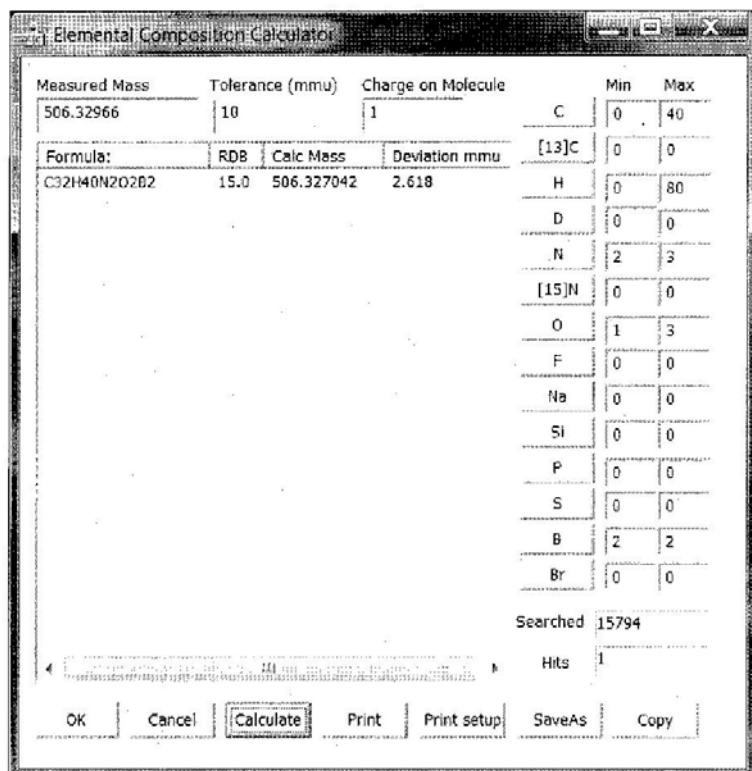 Elemental Composition Calculator
Measured Mass Tolerance (mmu) Charge on Molecule Min Max
506.32966 10 1 C 0 40
Formula: RDB Calc Mass Deviation mmu [13]C 0 0
C32H40N2O2B2 15.0 506.327042 2.618 H 0 80
D 0 0
N 2 3
[15]N 0 0
O 1 3
F 0 0
Na 0 0
Si 0 0
P 0 0
S 0 0
B 2 2
Br 0 0
Searched 15794
Hits 1
OK Cancel Calculate Print Print setup SaveAs Copy